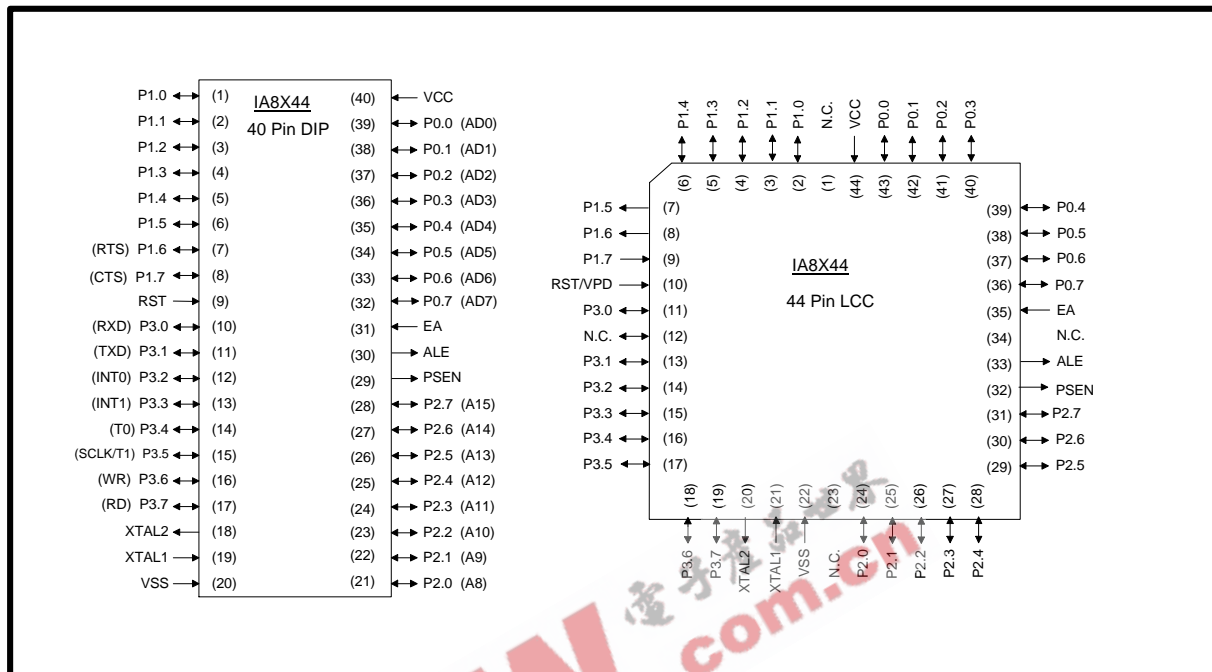 IA8X44
40 Pin DIP
P1.0 (1)
P1.1 (2)
P1.2 (3)
P1.3 (4)
P1.4 (5)
P1.5 (6)
(RTS) P1.6 (7)
(CTS) P1.7 (8)
RST (9)
(RXD) P3.0 (10)
(TXD) P3.1 (11)
(INT0) P3.2 (12)
(INT1) P3.3 (13)
(T0) P3.4 (14)
(SCLK/T1) P3.5 (15)
(WR) P3.6 (16)
(RD) P3.7 (17)
XTAL2 (18)
XTAL1 (19)
VSS (20)
(40) VCC
(39) P0.0 (AD0)
(38) P0.1 (AD1)
(37) P0.2 (AD2)
(36) P0.3 (AD3)
(35) P0.4 (AD4)
(34) P0.5 (AD5)
(33) P0.6 (AD6)
(32) P0.7 (AD7)
(31) EA
(30) ALE
(29) PSEN
(28) P2.7 (A15)
(27) P2.6 (A14)
(26) P2.5 (A13)
(25) P2.4 (A12)
(24) P2.3 (A11)
(23) P2.2 (A10)
(22) P2.1 (A9)
(21) P2.0 (A8)
P1.4 P1.3 P1.2 P1.1 P1.0 N.C. VCC P0.0 P0.1 P0.2 P0.3
(6) (5) (4) (3) (2) (1) (44) (43) (42) (41) (40)
IA8X44
44 Pin LCC
P1.5 (7)
P1.6 (8)
P1.7 (9)
RST/VPD (10)
P3.0 (11)
N.C. (12)
P3.1 (13)
P3.2 (14)
P3.3 (15)
P3.4 (16)
P3.5 (17)
(39) P0.4
(38) P0.5
(37) P0.6
(36) P0.7
(35) EA
(34) N.C.
(33) ALE
(32) PSEN
(31) P2.7
(30) P2.6
(29) P2.5
(18) (19) (20) (21) (22) (23) (24) (25) (26) (27) (28)
P3.6 P3.7 XTAL2 XTAL1 VSS N.C. P2.0 P2.1 P2.2 P2.3 P2.4
電子產品世界
.com.cn